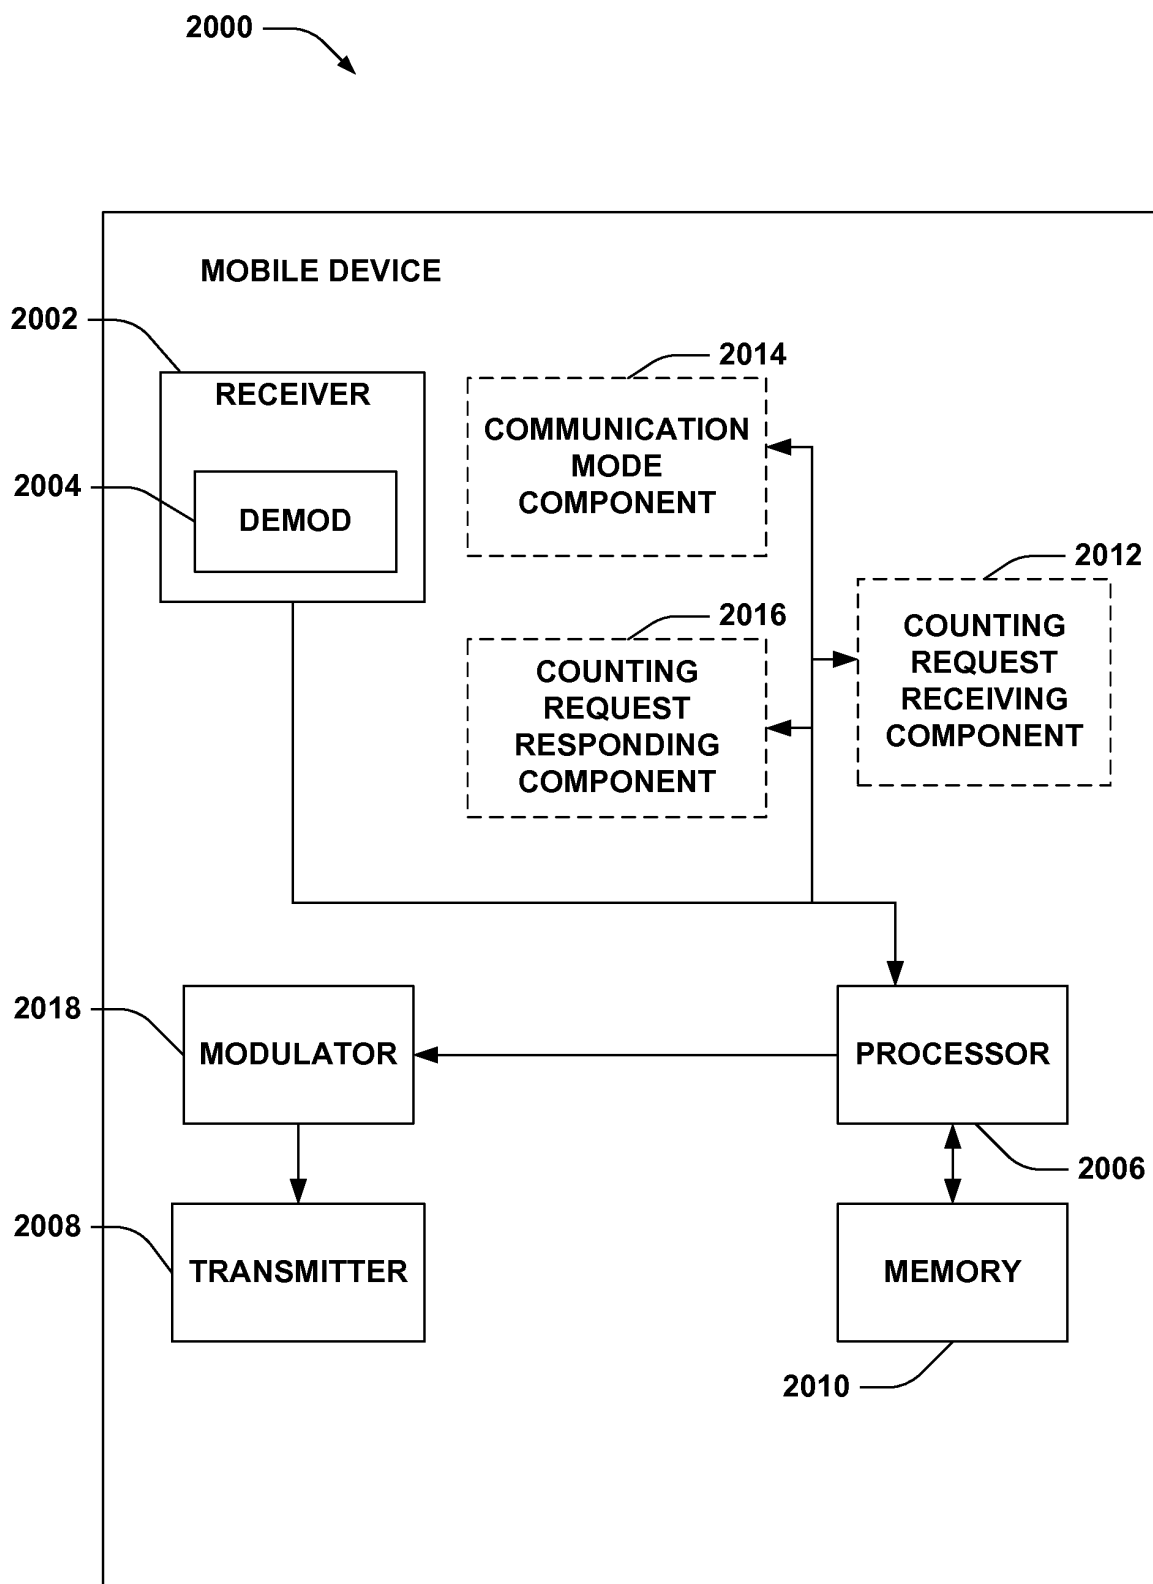 2000
MOBILE DEVICE
2002
RECEIVER
2004
DEMOD
2014
COMMUNICATION
MODE
COMPONENT
2012
COUNTING
REQUEST
RECEIVING
COMPONENT
2016
COUNTING
REQUEST
RESPONDING
COMPONENT
2018
MODULATOR
PROCESSOR
2006
2008
TRANSMITTER
MEMORY
2010